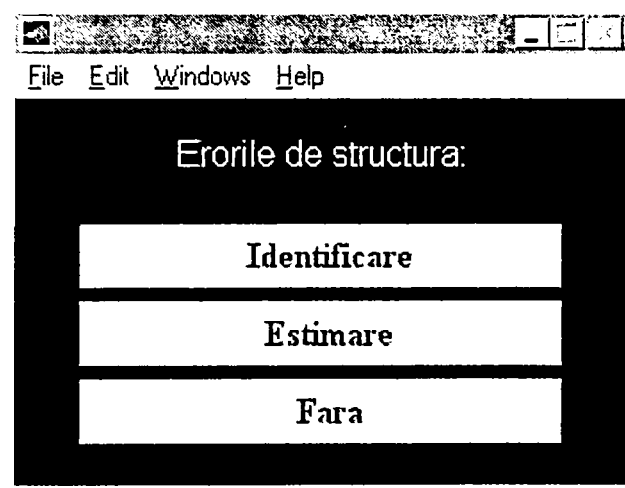 File Edit Windows Help
Erorile de structura:
Identificare
Estimare
Fara